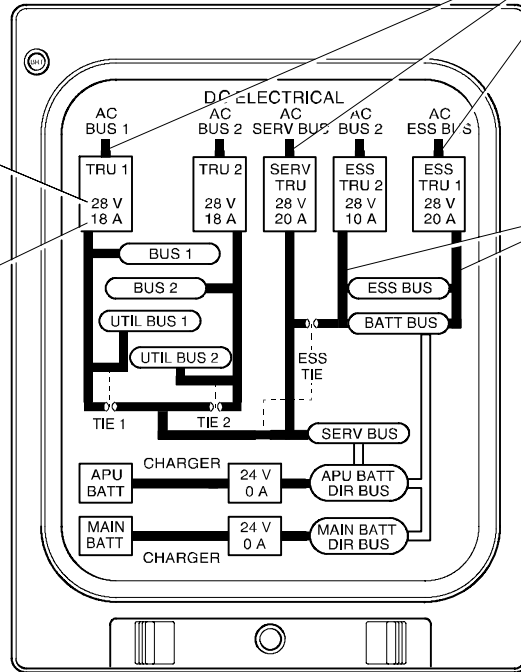 DC ELECTRICAL
AC BUS 1
AC BUS 2
AC SERV BUS
AC BUS 2
AC ESS BUS
TRU 1
28 V
18 A
TRU 2
28 V
18 A
SERV TRU
28 V
20 A
ESS TRU 2
28 V
10 A
ESS TRU 1
28 V
20 A
BUS 1
BUS 2
UTIL BUS 1
UTIL BUS 2
ESS BUS
BATT BUS
ESS TIE
TIE 1
TIE 2
SERV BUS
APU BATT
CHARGER
24 V
0 A
APU BATT DIR BUS
MAIN BATT
CHARGER
24 V
0 A
MAIN BATT DIR BUS